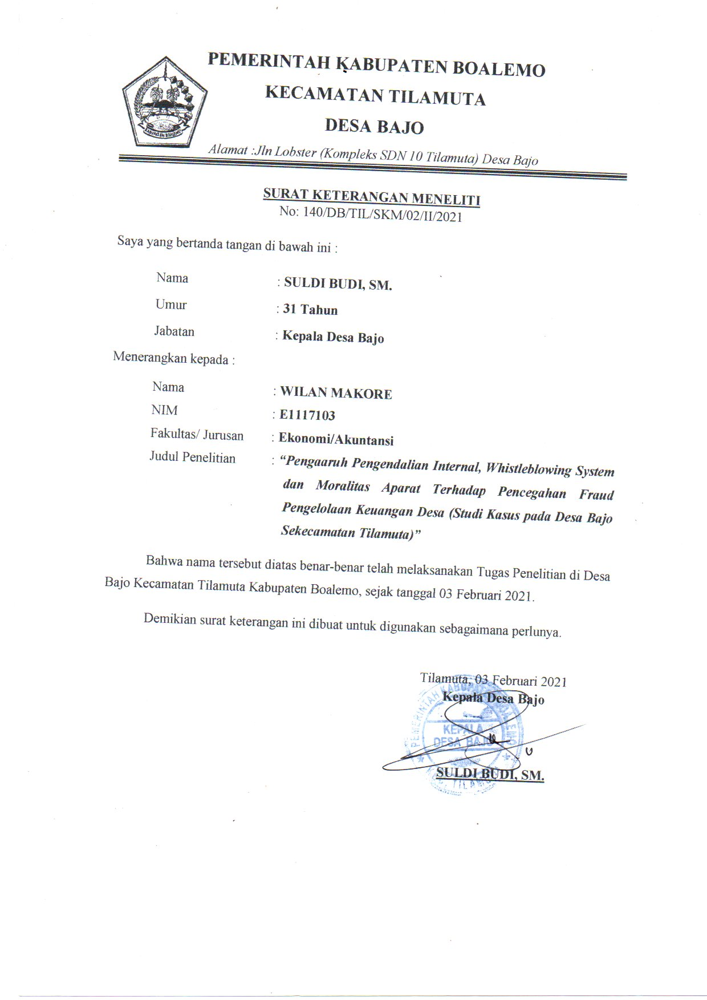 PEMERINTAH KABUPATEN BOALEMO
KECAMATAN TILAMUTA
DESA BAJO
Alamat :Jln Lobster (Kompleks SDN 10 Tilamuta) Desa Bajo
KABUPATEN BOALEMO
SURAT KETERANGAN MENELITI
No: 140/DB/TIL/SKM/02/II/2021
Saya yang bertanda tangan di bawah ini :
Nama : SULDI BUDI, SM.
Umur : 31 Tahun
Jabatan : Kepala Desa Bajo
Menerangkan kepada :
Nama : WILAN MAKORE
NIM : E1117103
Fakultas/ Jurusan : Ekonomi/Akuntansi
Judul Penelitian : “Pengaaruh Pengendalian Internal, Whistleblowing System
dan Moralitas Aparat Terhadap Pencegahan Fraud
Pengelolaan Keuangan Desa (Studi Kasus pada Desa Bajo
Sekecamatan Tilamuta)”
Bahwa nama tersebut diatas benar-benar telah melaksanakan Tugas Penelitian di Desa
Bajo Kecamatan Tilamuta Kabupaten Boalemo, sejak tanggal 03 Februari 2021.
Demikian surat keterangan ini dibuat untuk digunakan sebagaimana perlunya.
Tilamuta, 03 Februari 2021
Kepala Desa Bajo
PEMERINTAH KABUPATEN BOALEMO
KEPALA
DESA BAJO
KEC. TILAMUTA
SULDI BUDI, SM.